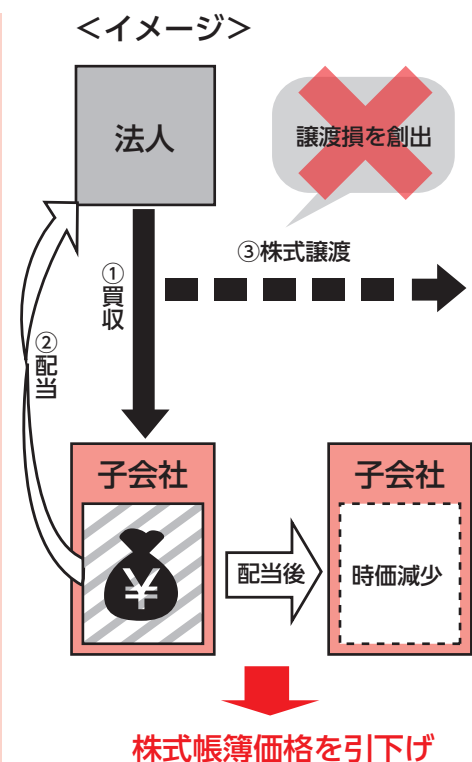 ＜イメージ＞
法人
譲渡損を創出
③株式譲渡
①買収
②配当
子会社
¥
配当後
子会社
時価減少
株式帳簿価格を引下げ